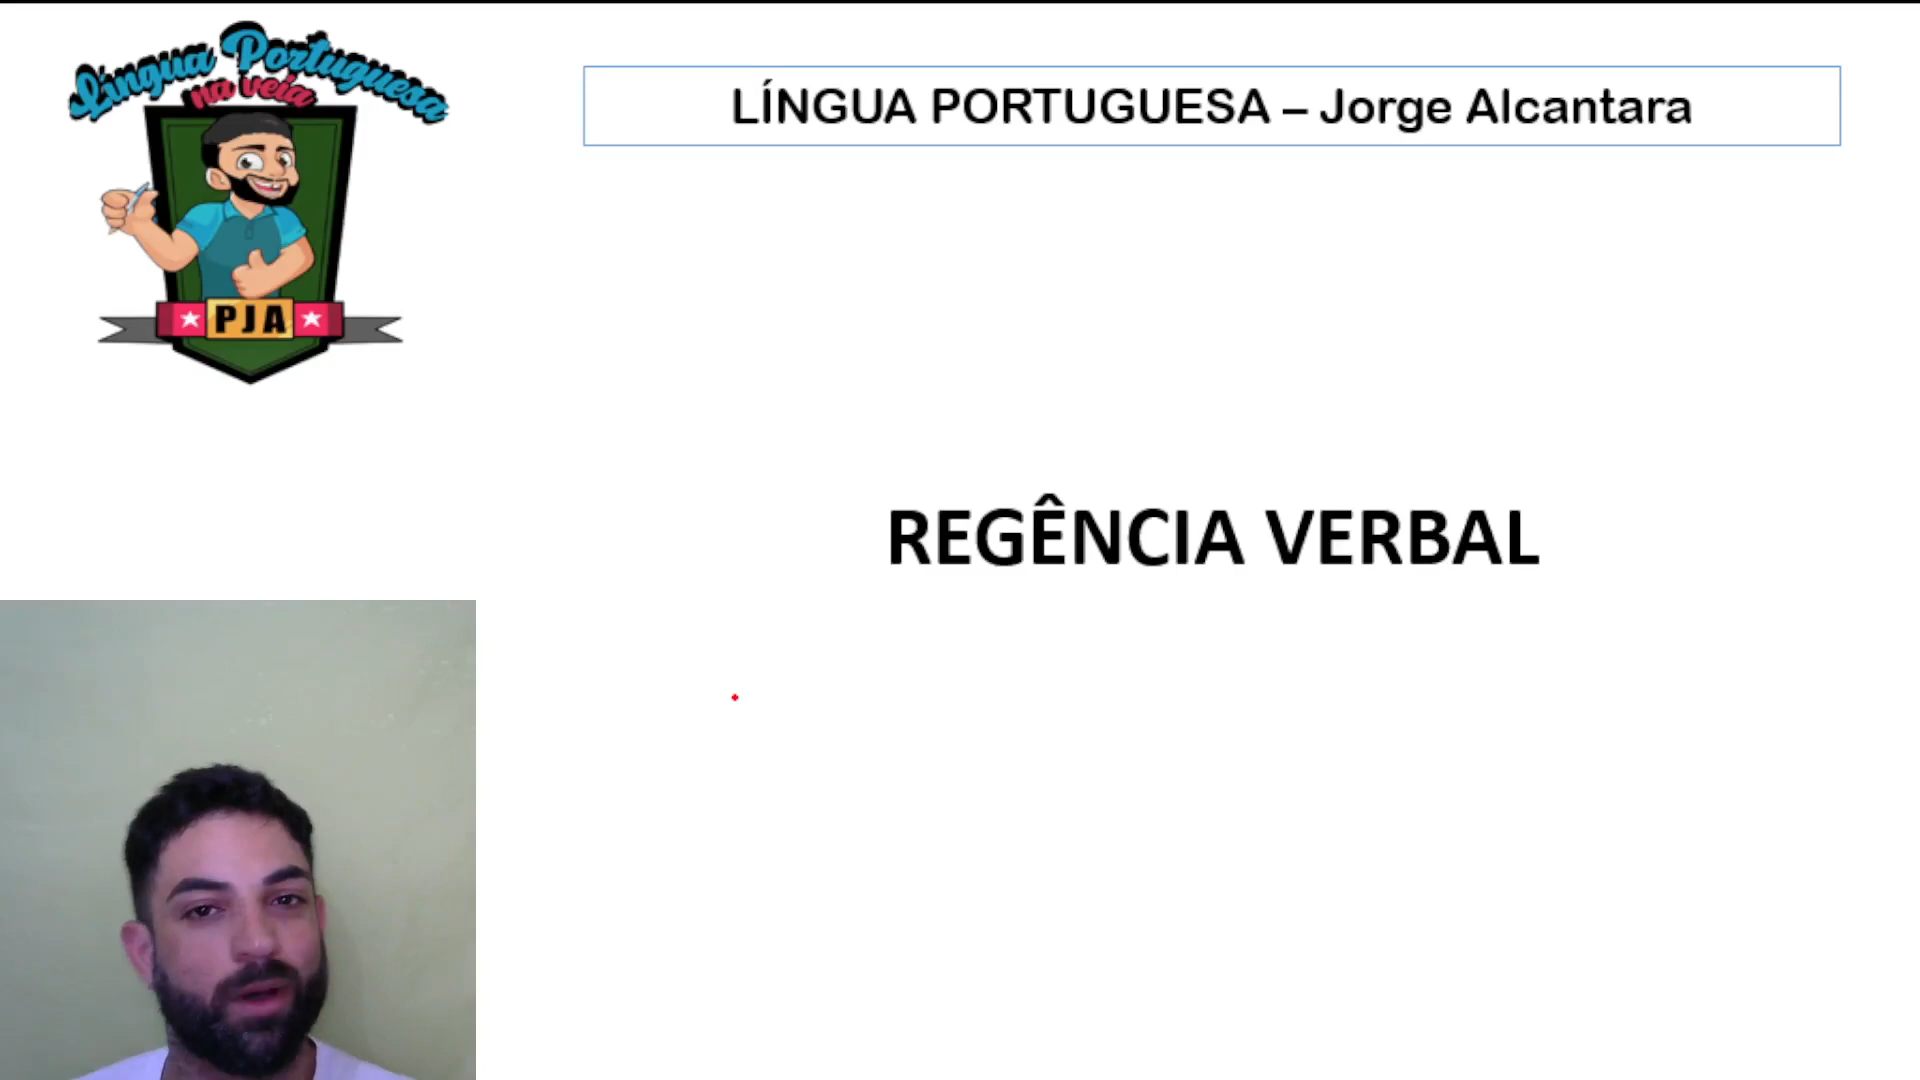 Língua Portuguesa
na veia
PJA
LÍNGUA PORTUGUESA – Jorge Alcantara
REGÊNCIA VERBAL